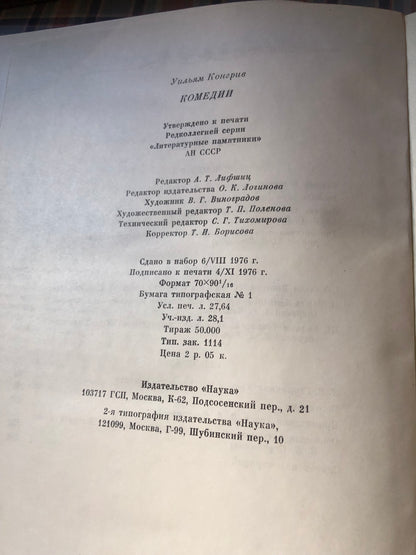 Уильям Конгрив
КОМЕДИИ
Утверждено к печати
Редколлегией серии
«Литературные памятники»
АН СССР
Редактор А. Т. Лифшиц
Редактор издательства О. К. Логинова
Художник В. Г. Виноградов
Художественный редактор Т. П. Поленова
Технический редактор С. Г. Тихомирова
Корректор Т. И. Борисова
Сдано в набор 6/VIII 1976 г.
Подписано к печати 4/XI 1976 г.
Формат 70×90¹/₁₆
Бумага типографская № 1
Усл. печ. л. 27,64
Уч.-изд. л. 28,1
Тираж 50.000
Тип. зак. 1114
Цена 2 р. 05 к.
Издательство «Наука»
103717 ГСП, Москва, К-62, Подсосенский пер., д. 21
2-я типография издательства «Наука»,
121099, Москва, Г-99, Шубинский пер., 10